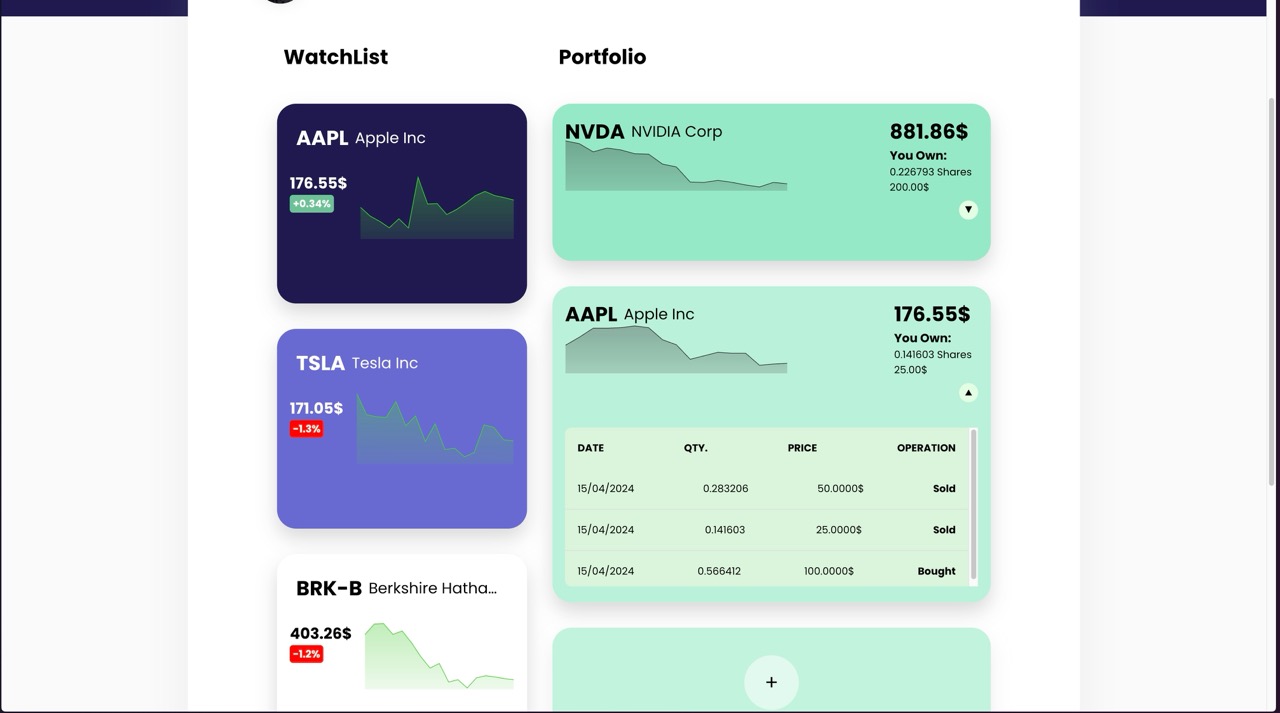 WatchList
AAPL Apple Inc
176.55$
+0.34%
TSLA Tesla Inc
171.05$
-1.3%
BRK-B Berkshire Hatha...
403.26$
-1.2%
Portfolio
NVDA NVIDIA Corp
881.86$
You Own:
0.226793 Shares
200.00$
▼
AAPL Apple Inc
176.55$
You Own:
0.141603 Shares
25.00$
▲
DATE QTY. PRICE OPERATION
15/04/2024 0.283206 50.0000$ Sold
15/04/2024 0.141603 25.0000$ Sold
15/04/2024 0.566412 100.0000$ Bought
+